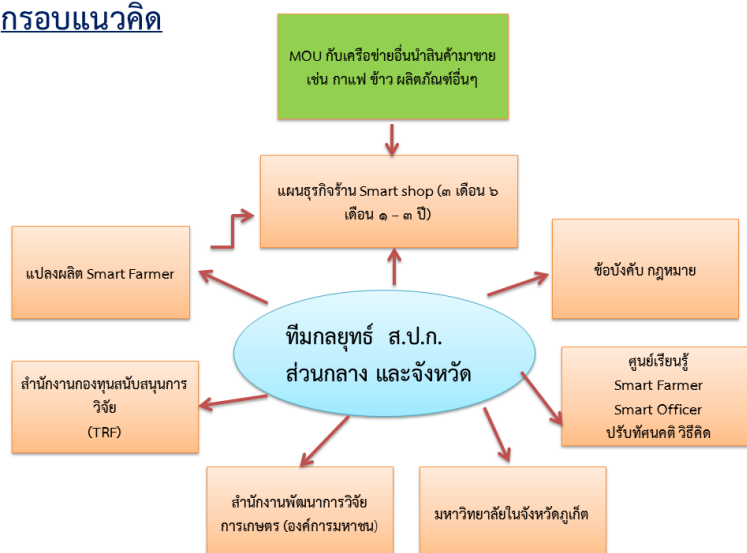 กรอบแนวคิด
MOU กับเครือข่ายอื่นนำสินค้ามาขาย
เช่น กาแฟ ข้าว ผลิตภัณฑ์อื่นๆ
แผนธุรกิจร้าน Smart shop (๓ เดือน ๖
เดือน ๑ – ๓ ปี)
แปลงผลิต Smart Farmer
ข้อบังคับ กฎหมาย
ทีมกลยุทธ์ ส.ป.ก.
ส่วนกลาง และจังหวัด
สำนักงานกองทุนสนับสนุนการ
วิจัย
(TRF)
ศูนย์เรียนรู้
Smart Farmer
Smart Officer
ปรับทัศนคติ วิธีคิด
สำนักงานพัฒนาการวิจัย
การเกษตร (องค์การมหาชน)
มหาวิทยาลัยในจังหวัดภูเก็ต